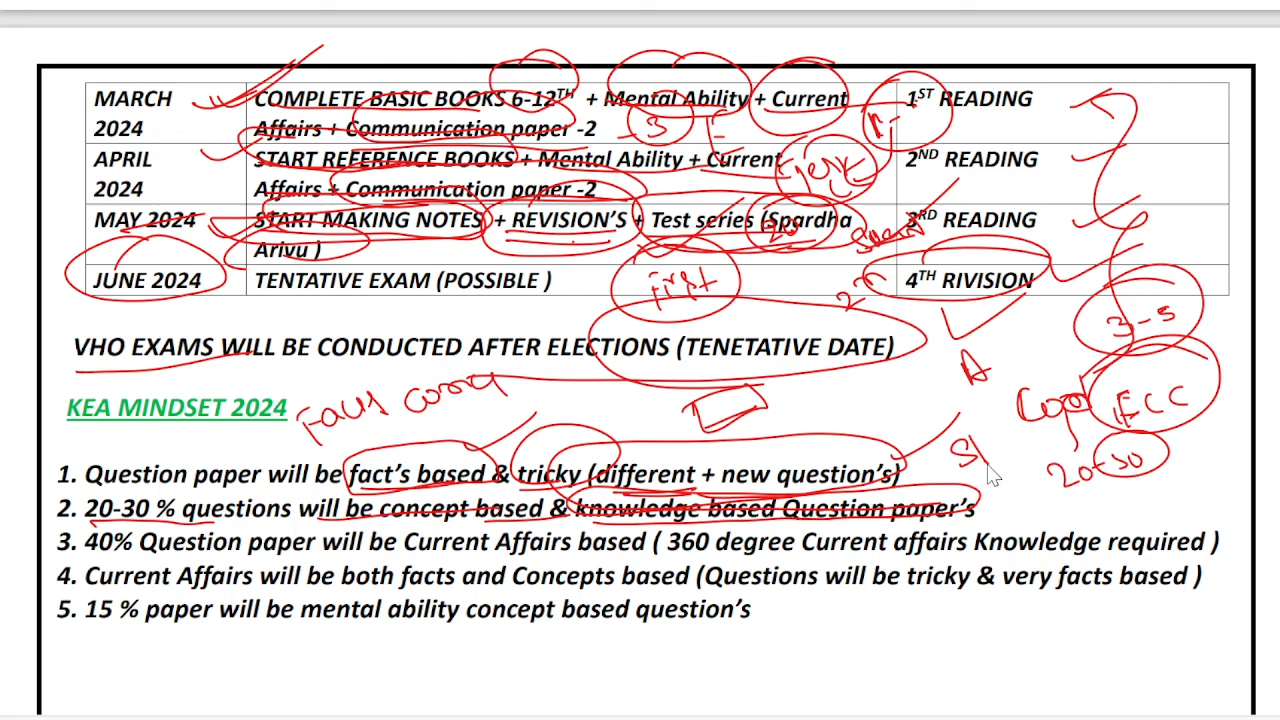 MARCH 2024
COMPLETE BASIC BOOKS 6-12TH + Mental Ability + Current
Affairs + Communication paper -2
1ST READING
APRIL 2024
START REFERENCE BOOKS + Mental Ability + Current
Affairs + Communication paper -2
2ND READING
MAY 2024
START MAKING NOTES + REVISION'S + Test series (Spardha
Arivu )
3RD READING
JUNE 2024
TENTATIVE EXAM (POSSIBLE )
4TH RIVISION
3
20
First
3-5
VHO EXAMS WILL BE CONDUCTED AFTER ELECTIONS (TENETATIVE DATE)
A
KEA MINDSET 2024
20-30
1. Question paper will be fact's based & tricky (different + new question's)
2. 20-30 % questions will be concept based & knowledge based Question paper's
3. 40% Question paper will be Current Affairs based ( 360 degree Current affairs Knowledge required )
4. Current Affairs will be both facts and Concepts based (Questions will be tricky & very facts based )
5. 15 % paper will be mental ability concept based question's